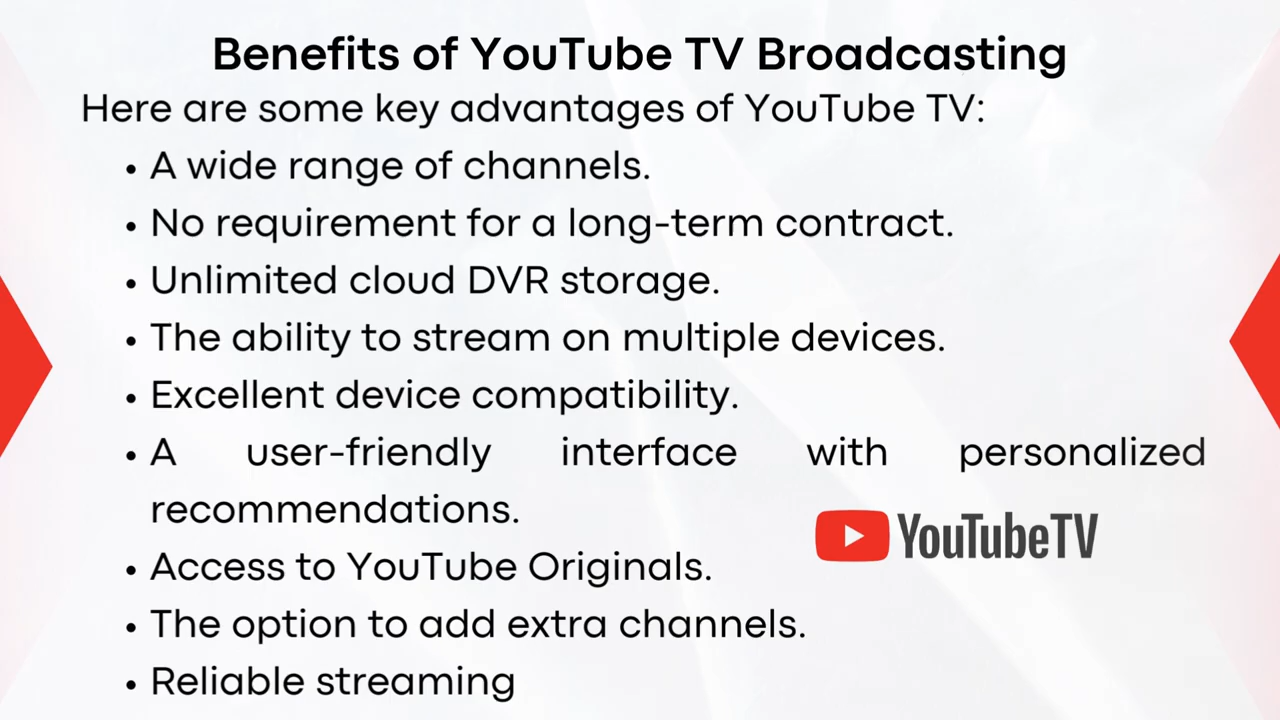 Benefits of YouTube TV Broadcasting
Here are some key advantages of YouTube TV:
• A wide range of channels.
• No requirement for a long-term contract.
• Unlimited cloud DVR storage.
• The ability to stream on multiple devices.
• Excellent device compatibility.
• A user-friendly interface with personalized
recommendations.
YouTubeTV
• Access to YouTube Originals.
• The option to add extra channels.
• Reliable streaming